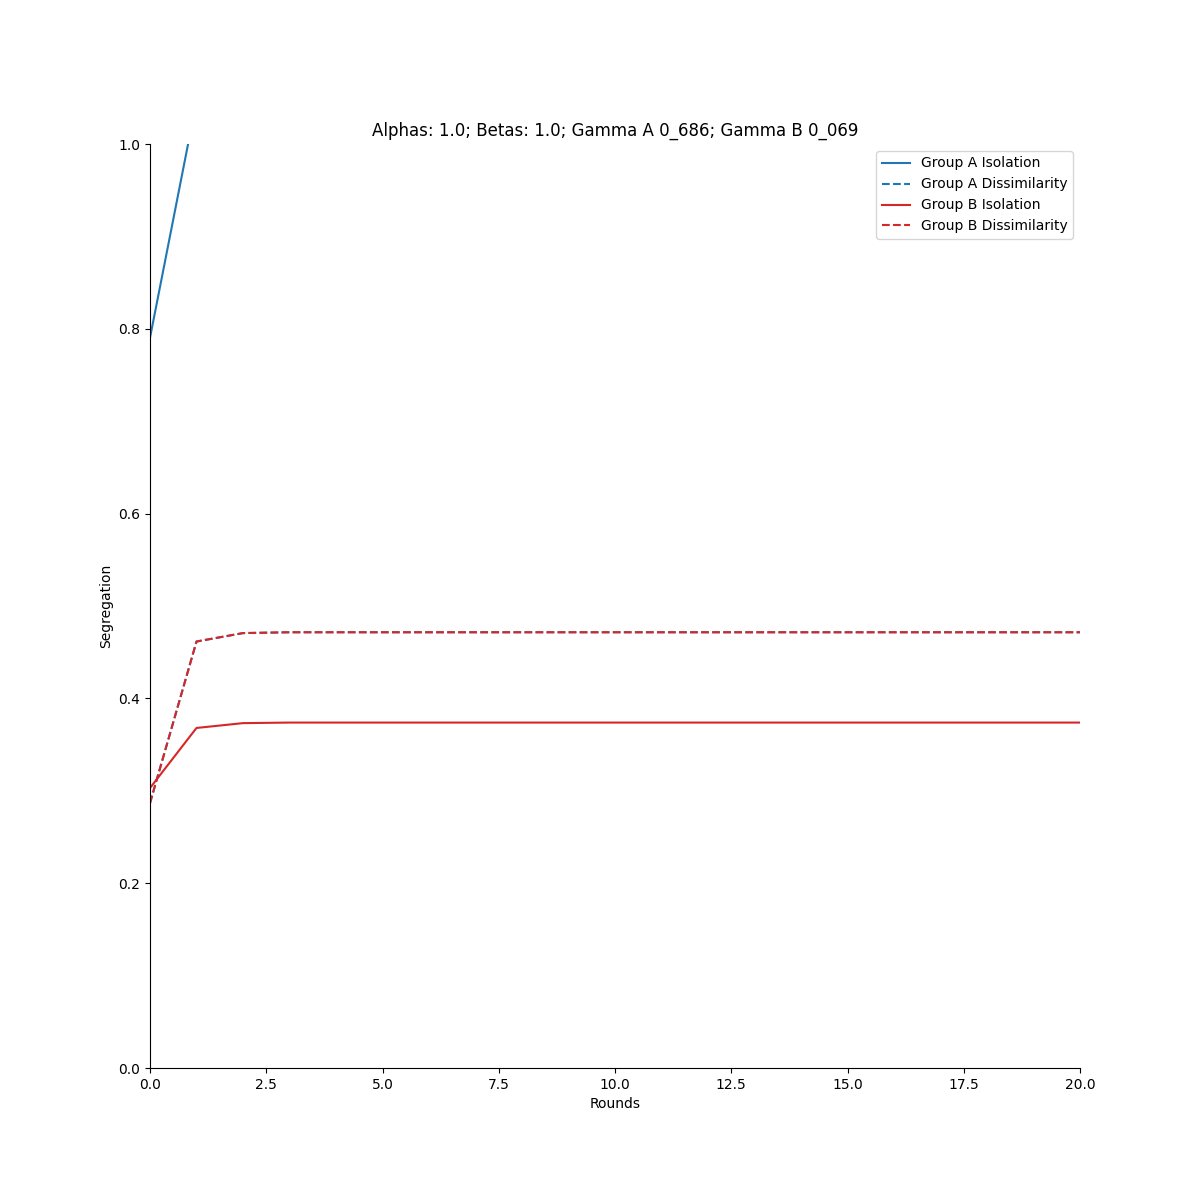 Alphas: 1.0; Betas: 1.0; Gamma A 0_686; Gamma B 0_069
1.0
0.8
0.6
0.4
0.2
0.0
Segregation
Group A Isolation
Group A Dissimilarity
Group B Isolation
Group B Dissimilarity
0.0 2.5 5.0 7.5 10.0 12.5 15.0 17.5 20.0
Rounds